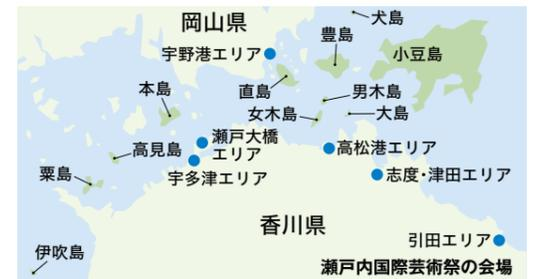 岡山県
犬島
豊島
宇野港エリア
小豆島
直島
本島
男木島
女木島
大島
瀬戸大橋
エリア
高見島
高松港エリア
粟島
宇多津エリア
志度・津田エリア
香川県
引田エリア
伊吹島
瀬戸内国際芸術祭の会場